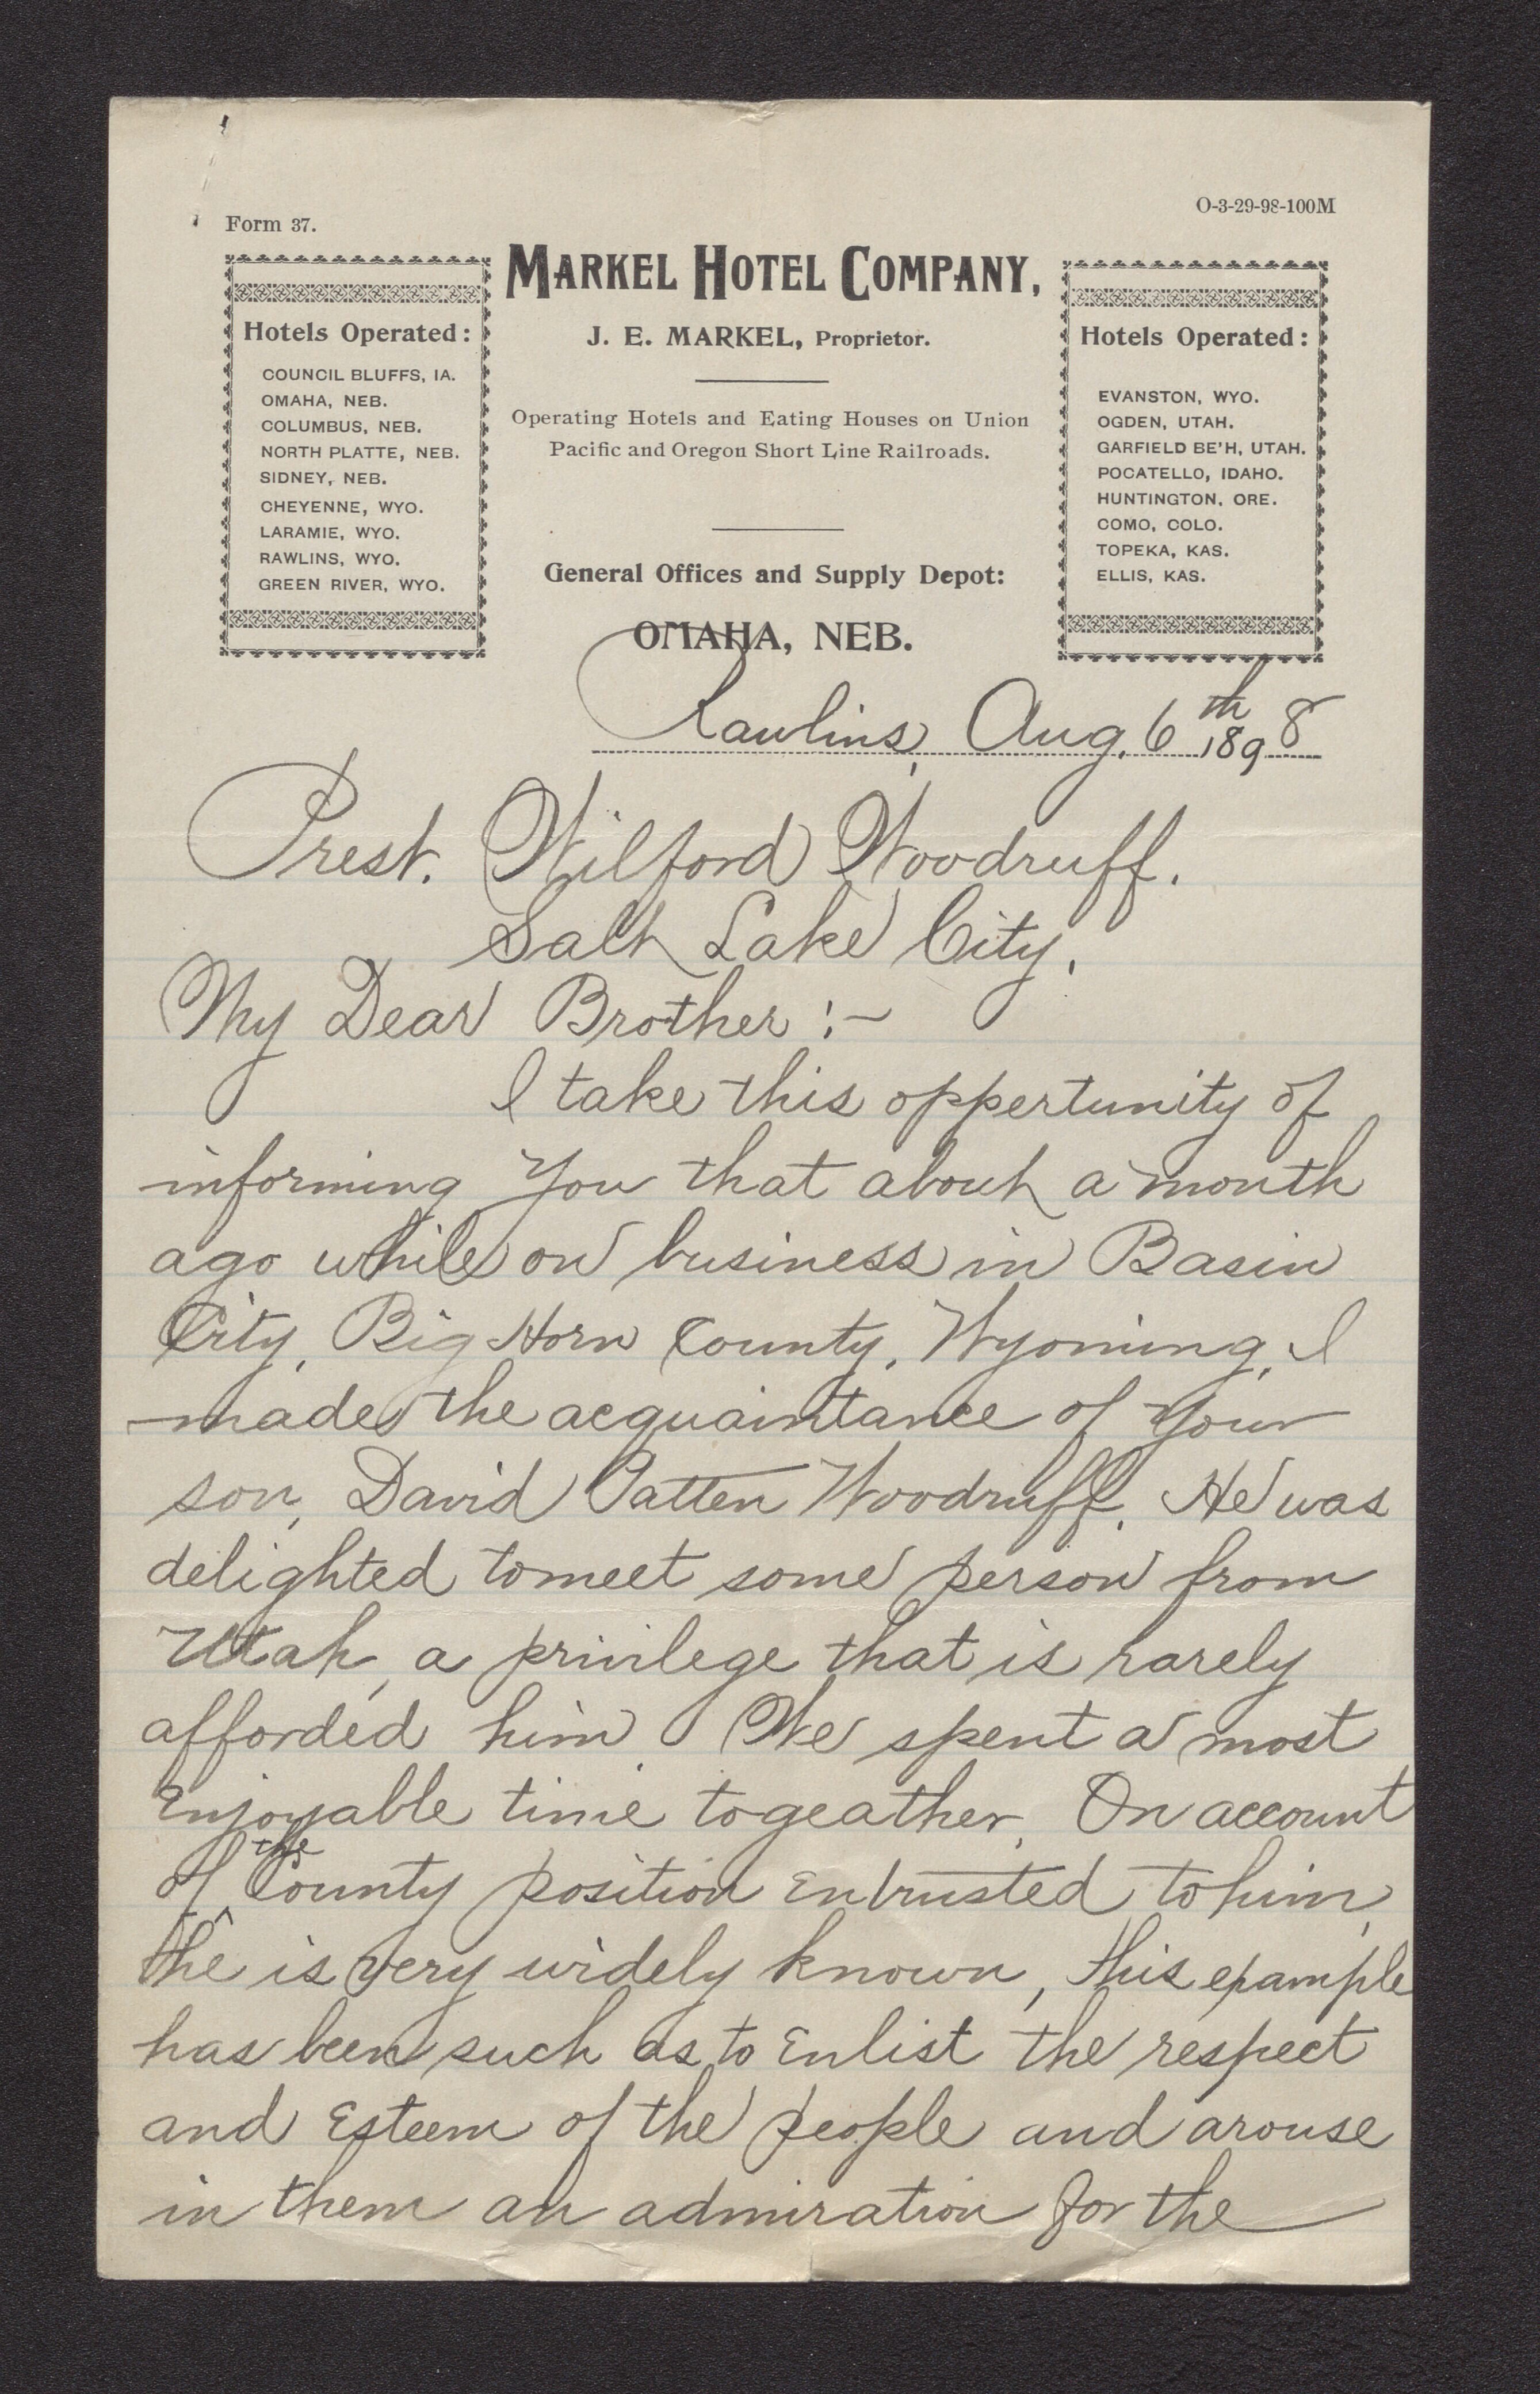 Form 37.
O-3-29-98-100M
MARKEL HOTEL COMPANY,
J. E. MARKEL, Proprietor.
Operating Hotels and Eating Houses on Union
Pacific and Oregon Short Line Railroads.
General Offices and Supply Depot:
OMAHA, NEB.
Hotels Operated:
COUNCIL BLUFFS, IA.
OMAHA, NEB.
COLUMBUS, NEB.
NORTH PLATTE, NEB.
SIDNEY, NEB.
CHEYENNE, WYO.
LARAMIE, WYO.
RAWLINS, WYO.
GREEN RIVER, WYO.
Hotels Operated:
EVANSTON, WYO.
OGDEN, UTAH.
GARFIELD BE'H, UTAH.
POCATELLO, IDAHO.
HUNTINGTON, ORE.
COMO, COLO.
TOPEKA, KAS.
ELLIS, KAS.
Rawlins, Aug. 6th 1898
Prest. Wilford Woodruff.
Salt Lake City.
My Dear Brother :-
I take this oppertunity of
informing You that about a month
ago while on business in Basin
City, Big Horn County, Wyoming, I
made the acquaintance of Your
son, David Patten Woodruff. He was
delighted to meet some person from
Utah, a privilege that is rarely
afforded him. We spent a most
Enjoyable time togeather. On account
of the County position Entrusted to him,
he is very widely known, his example
has been such as to Enlist the respect
and Esteem of the people and arouse
in them an admiration for the